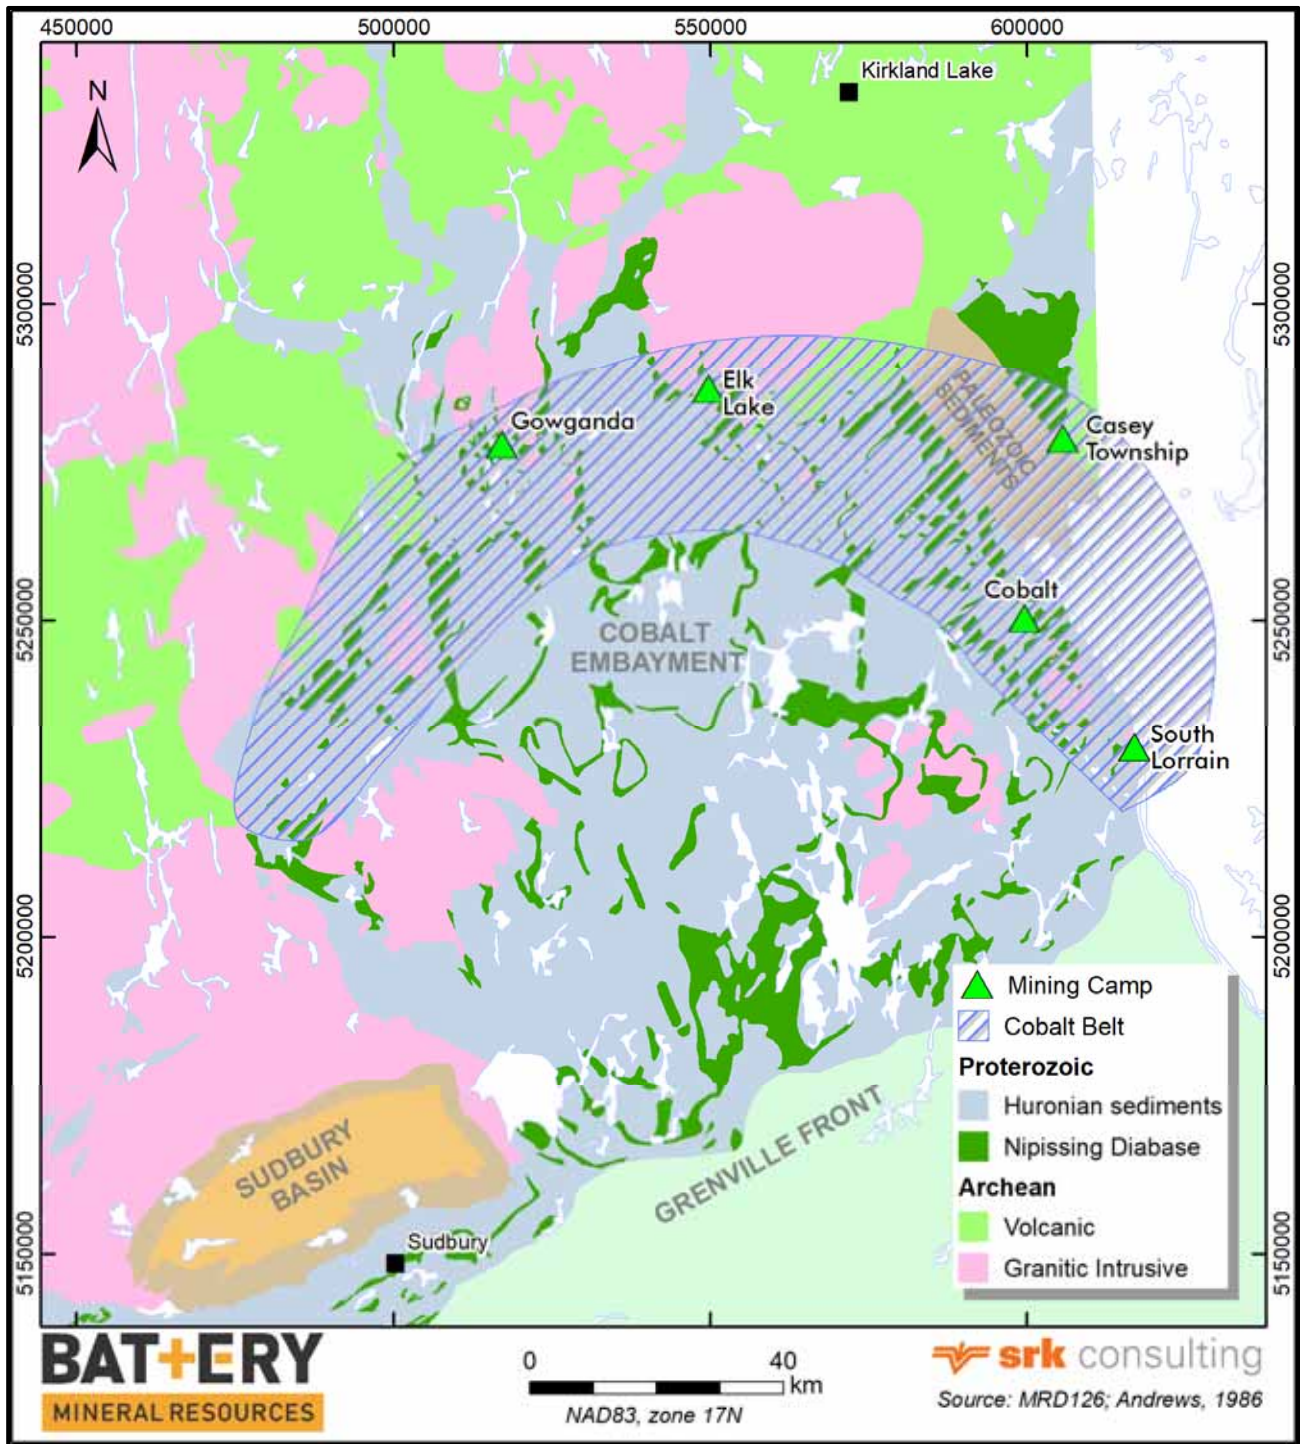 450000 500000 550000 600000
N
Kirkland Lake
5300000 5300000
Elk
Lake
Gowganda
PALEOZOIC
SEDIMENTS
Casey
Township
Cobalt
5250000 5250000
COBALT
EMBAYMENT
South
Lorrain
5200000 5200000
Mining Camp
Cobalt Belt
Proterozoic
Huronian sediments
Nipissing Diabase
Archean
Volcanic
Granitic Intrusive
GRENVILLE FRONT
SUDBURY
BASIN
Sudbury
5150000 5150000
BATTERY
MINERAL RESOURCES
0 40
km
NAD83, zone 17N
srk consulting
Source: MRD126; Andrews, 1986